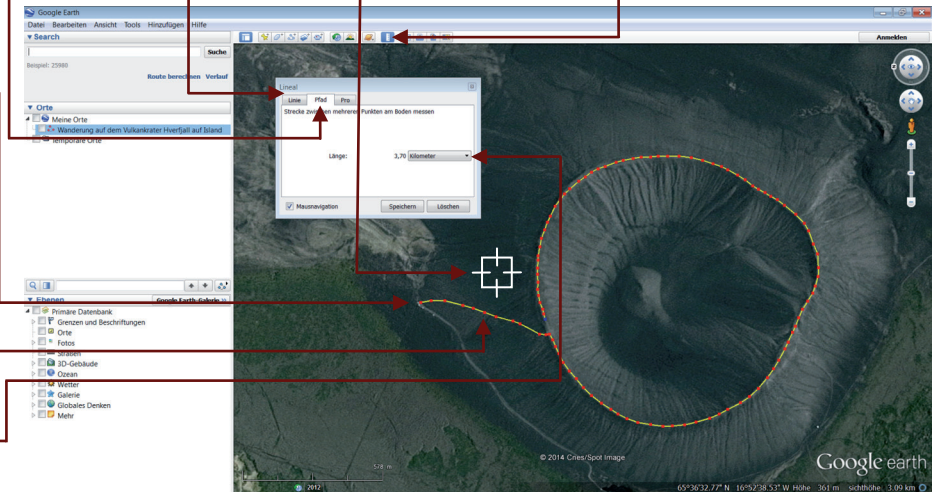 Google Earth
Datei Bearbeiten Ansicht Tools Hinzufügen Hilfe
▼ Search
Suche
Beispiel: 25980
Route berechnen Verlauf
▼ Orte
Meine Orte
Wanderung auf dem Vulkankrater Hverfjall auf Island
Temporäre Orte
▼ Ebenen
Google Earth-Galerie »
Primäre Datenbank
Grenzen und Beschriftungen
Orte
Fotos
Straßen
3D-Gebäude
Ozean
Wetter
Galerie
Globales Denken
Mehr
Anmelden
Lineal
Linie Pfad Pro
Strecke zwischen mehreren Punkten am Boden messen
Länge: 3,70 Kilometer
Mausnavigation Speichern Löschen
N
578 m
2012
© 2014 Cnes/Spot Image
Google earth
65°36'32.77" N 16°52'38.53" W Höhe 361 m sichthöhe 3.09 km